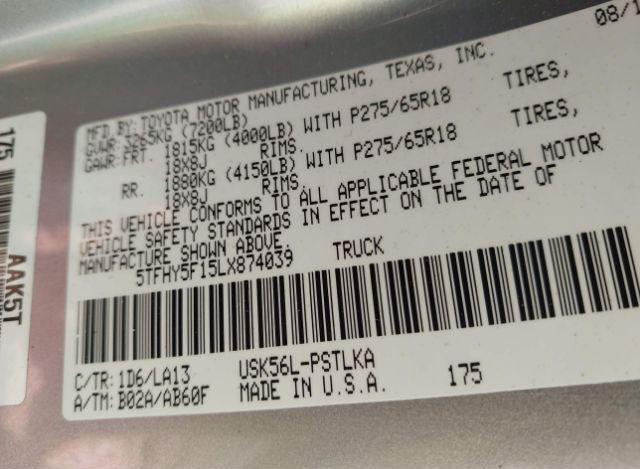 08/1
MFD.BY:TOYOTA MOTOR MANUFACTURING, TEXAS, INC.
GVWR:3265KG (7200LB)
GAWR:FRT. 1815KG (4000LB) WITH P275/65R18 TIRES,
18X8J RIMS.
RR. 1880KG (4150LB) WITH P275/65R18 TIRES,
18X8J RIMS.
THIS VEHICLE CONFORMS TO ALL APPLICABLE FEDERAL MOTOR
VEHICLE SAFETY STANDARDS IN EFFECT ON THE DATE OF
MANUFACTURE SHOWN ABOVE.
5TFHY5F15LX874039 TRUCK
C/TR: 1D6/LA13 USK56L-PSTLKA
A/TM: B02A/AB60F MADE IN U.S.A. 175
175
AAK5T